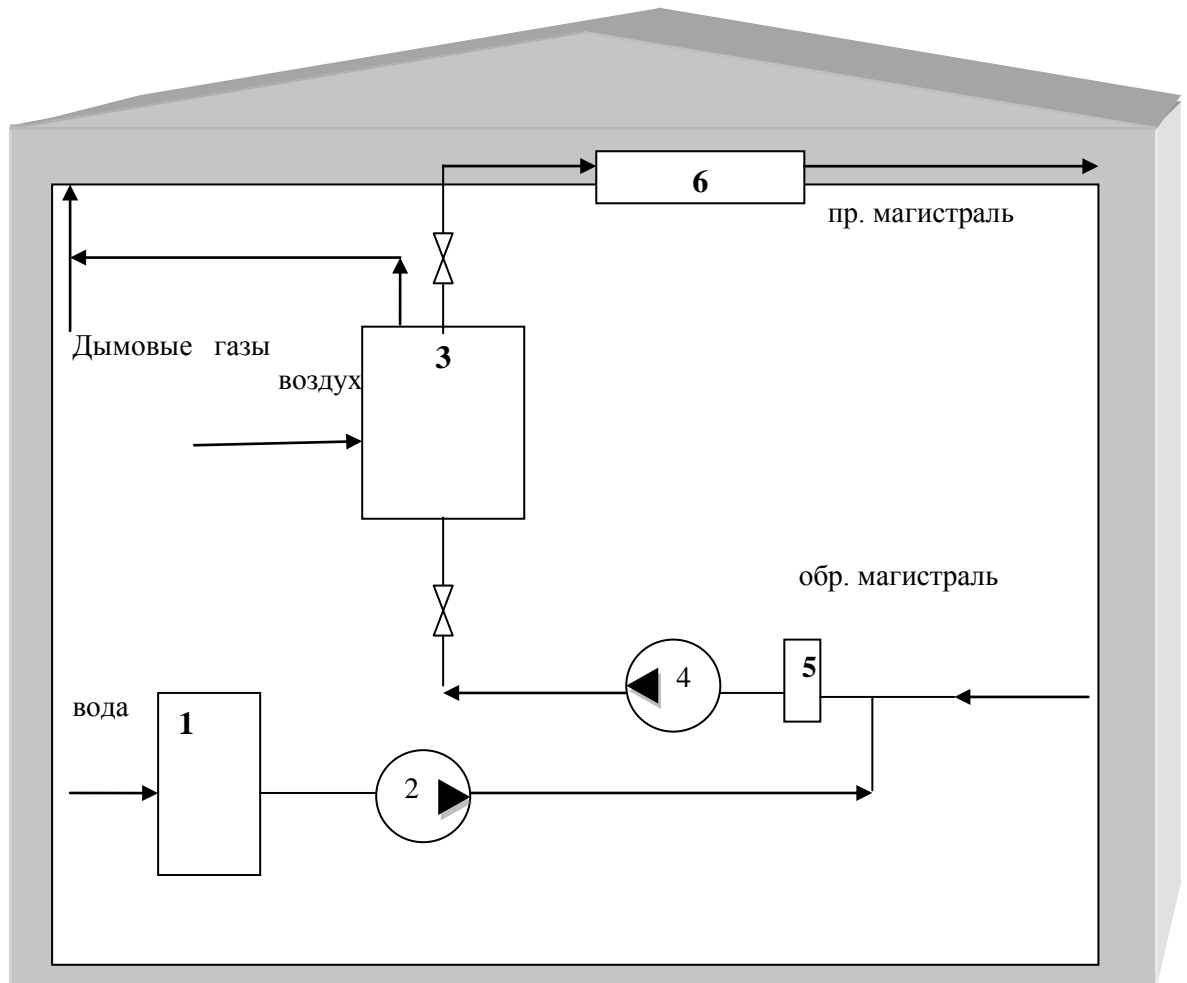 6
пр. магистраль
Дымовые газы
3
воздух
обр. магистраль
4
5
вода
1
2